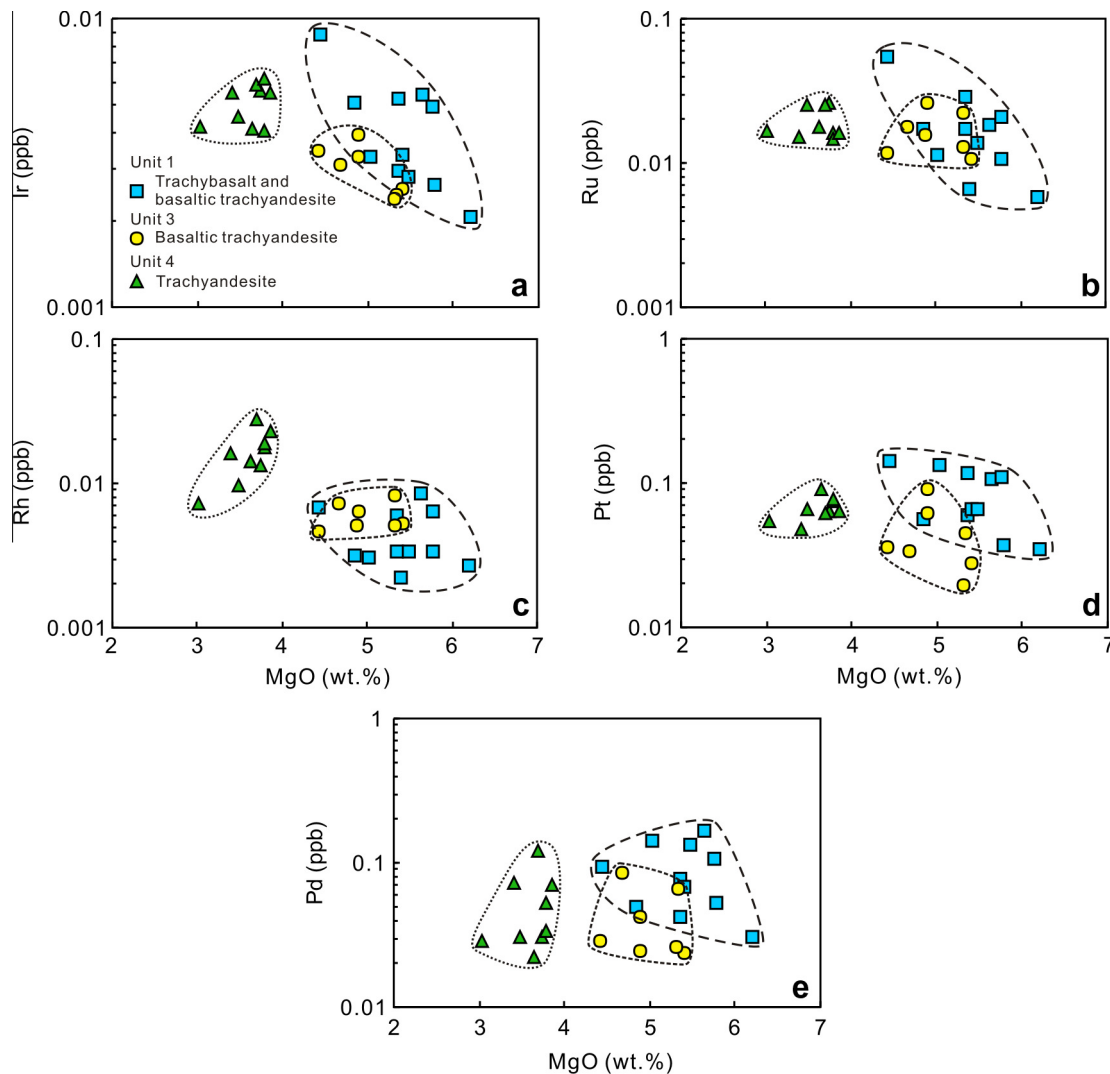 0.01
Ir (ppb)
0.001
Unit 1
Trachybasalt and
basaltic trachyandesite
Unit 3
Basaltic trachyandesite
Unit 4
Trachyandesite
a
0.1
Ru (ppb)
0.01
0.001
b
0.1
Rh (ppb)
0.01
0.001
c
2 3 4 5 6 7
MgO (wt.%)
1
Pt (ppb)
0.1
0.01
d
2 3 4 5 6 7
MgO (wt.%)
1
Pd (ppb)
0.1
0.01
e
2 3 4 5 6 7
MgO (wt.%)